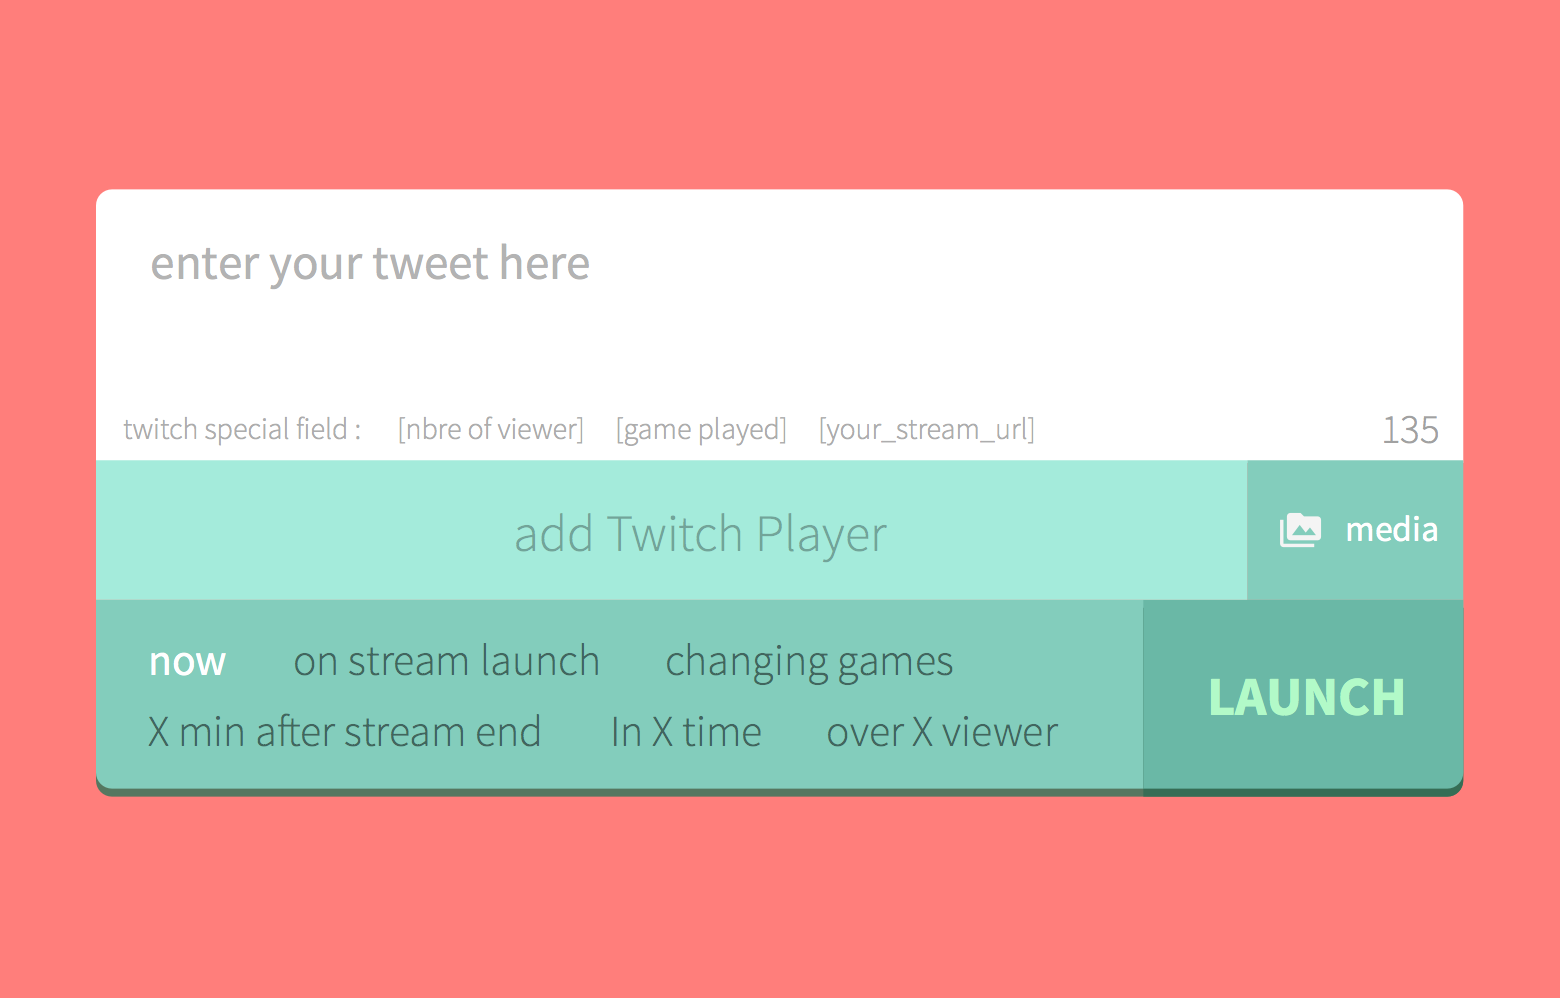 enter your tweet here
twitch special field : [nbre of viewer] [game played] [your_stream_url] 135
add Twitch Player media
now on stream launch changing games
LAUNCH
X min after stream end In X time over X viewer